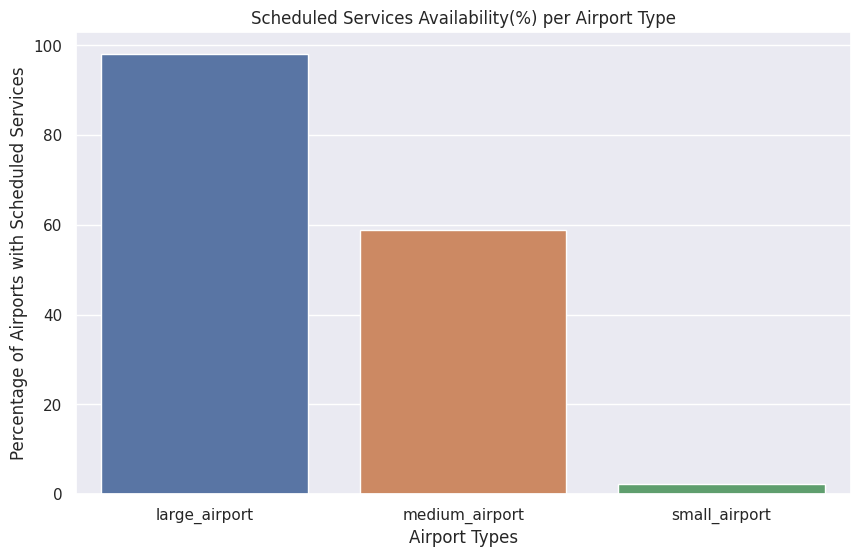 Scheduled Services Availability(%) per Airport Type
Percentage of Airports with Scheduled Services
100
80
60
40
20
0
large_airport
medium_airport
small_airport
Airport Types